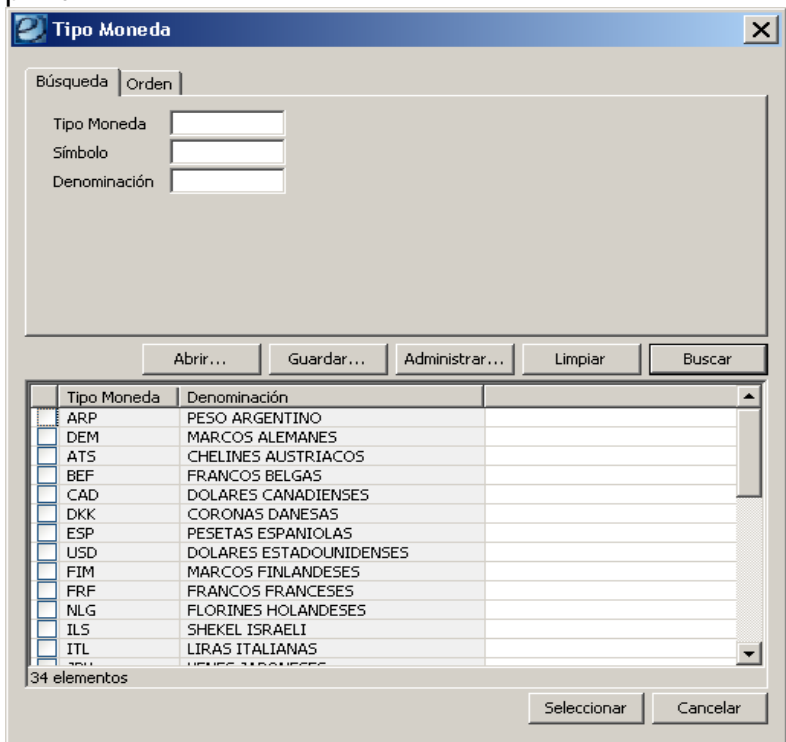 Tipo Moneda
Búsqueda Orden
Tipo Moneda
Símbolo
Denominación
Abrir... Guardar... Administrar... Limpiar Buscar
Tipo Moneda Denominación
ARP PESO ARGENTINO
DEM MARCOS ALEMANES
ATS CHELINES AUSTRIACOS
BEF FRANCOS BELGAS
CAD DOLARES CANADIENSES
DKK CORONAS DANESAS
ESP PESETAS ESPANIOLAS
USD DOLARES ESTADOUNIDENSES
FIM MARCOS FINLANDESES
FRF FRANCOS FRANCESES
NLG FLORINES HOLANDESES
ILS SHEKEL ISRAELI
ITL LIRAS ITALIANAS
34 elementos
Seleccionar Cancelar